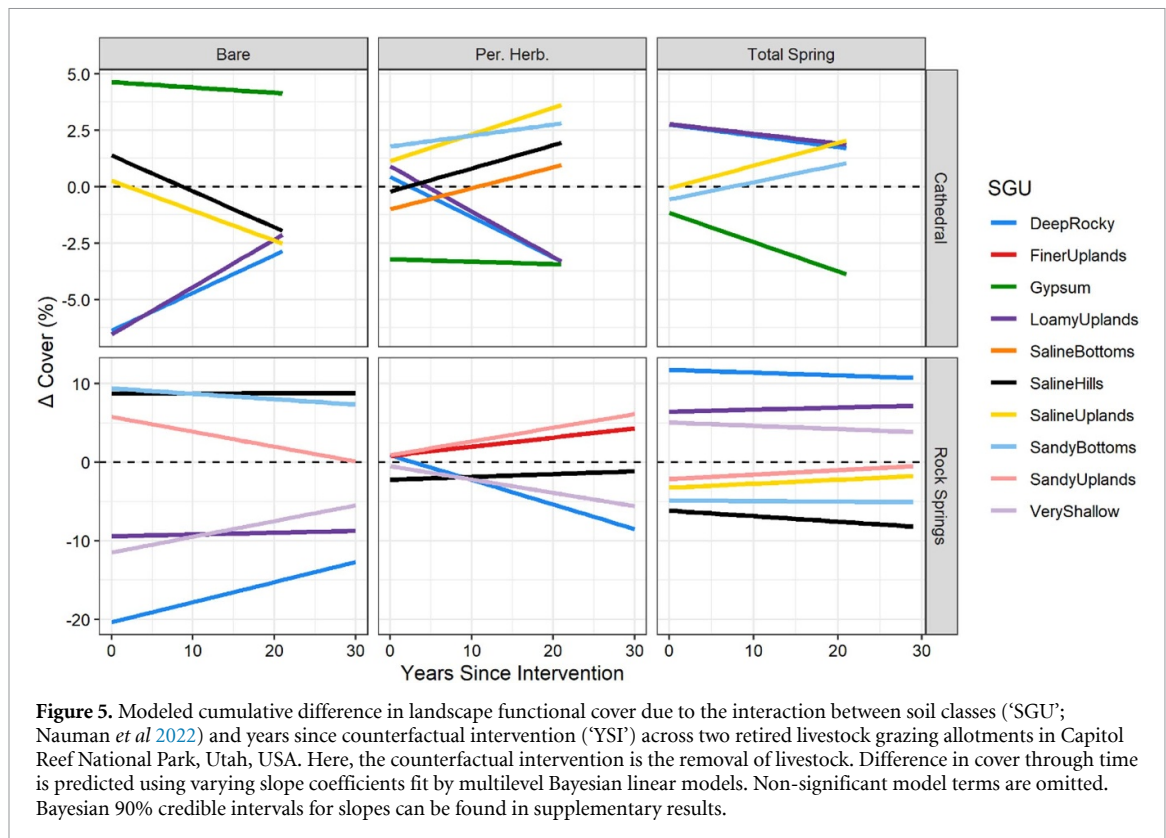 Bare Per. Herb. Total Spring
5.0
2.5
0.0
-2.5
-5.0
Cathedral
10
0
-10
-20
Rock Springs
Δ Cover (%)
0 10 20 30 0 10 20 30 0 10 20 30
Years Since Intervention
SGU
DeepRocky
FinerUplands
Gypsum
LoamyUplands
SalineBottoms
SalineHills
SalineUplands
SandyBottoms
SandyUplands
VeryShallow
Figure 5. Modeled cumulative difference in landscape functional cover due to the interaction between soil classes (‘SGU’;
Nauman et al 2022) and years since counterfactual intervention (‘YSI’) across two retired livestock grazing allotments in Capitol
Reef National Park, Utah, USA. Here, the counterfactual intervention is the removal of livestock. Difference in cover through time
is predicted using varying slope coefficients fit by multilevel Bayesian linear models. Non-significant model terms are omitted.
Bayesian 90% credible intervals for slopes can be found in supplementary results.